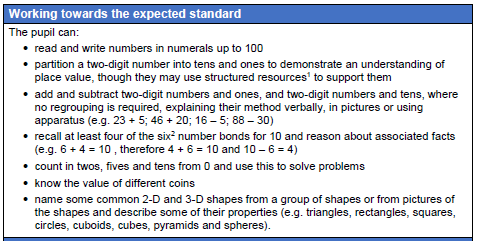 Working towards the expected standard
The pupil can:
• read and write numbers in numerals up to 100
• partition a two-digit number into tens and ones to demonstrate an understanding of
place value, though they may use structured resources¹ to support them
• add and subtract two-digit numbers and ones, and two-digit numbers and tens, where
no regrouping is required, explaining their method verbally, in pictures or using
apparatus (e.g. 23 + 5; 46 + 20; 16 – 5; 88 – 30)
• recall at least four of the six² number bonds for 10 and reason about associated facts
(e.g. 6 + 4 = 10 , therefore 4 + 6 = 10 and 10 – 6 = 4)
• count in twos, fives and tens from 0 and use this to solve problems
• know the value of different coins
• name some common 2-D and 3-D shapes from a group of shapes or from pictures of
the shapes and describe some of their properties (e.g. triangles, rectangles, squares,
circles, cuboids, cubes, pyramids and spheres).